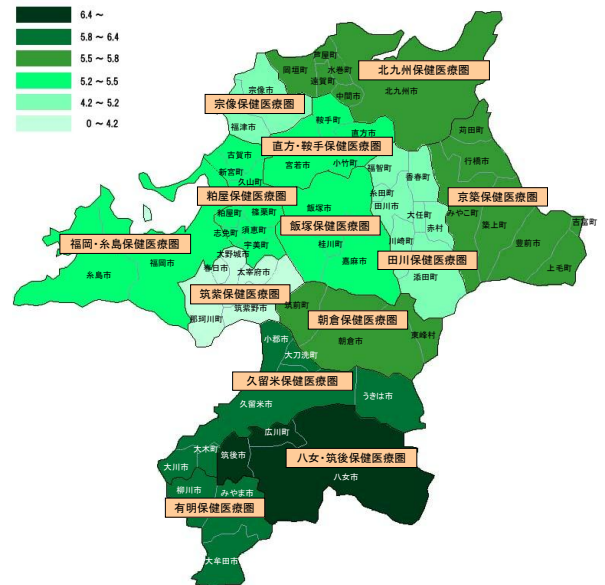 6.4 ～
5.8 ～ 6.4
5.5 ～ 5.8
5.2 ～ 5.5
4.2 ～ 5.2
0 ～ 4.2
芦屋町
岡垣町
水巻町
遠賀町
北九州保健医療圏
宗像市
中間市
北九州市
宗像保健医療圏
鞍手町
福津市
直方市
苅田町
直方・鞍手保健医療圏
古賀市
宮若市
小竹町
福智町
香春町
行橋市
新宮町
久山町
粕屋保健医療圏
糸田町
田川市
京築保健医療圏
粕屋町
篠栗町
飯塚市
大任町
みやこ町
吉富町
志免町
須恵町
飯塚保健医療圏
赤村
築上町
福岡・糸島保健医療圏
宇美町
桂川町
川崎町
豊前市
大野城市
田川保健医療圏
糸島市
福岡市
春日市
太宰府市
嘉麻市
添田町
上毛町
筑紫保健医療圏
筑紫野市
筑前町
那珂川町
朝倉保健医療圏
東峰村
小郡市
朝倉市
大刀洗町
久留米保健医療圏
うきは市
久留米市
広川町
大木町
筑後市
八女・筑後保健医療圏
大川市
八女市
柳川市
みやま市
有明保健医療圏
大牟田市